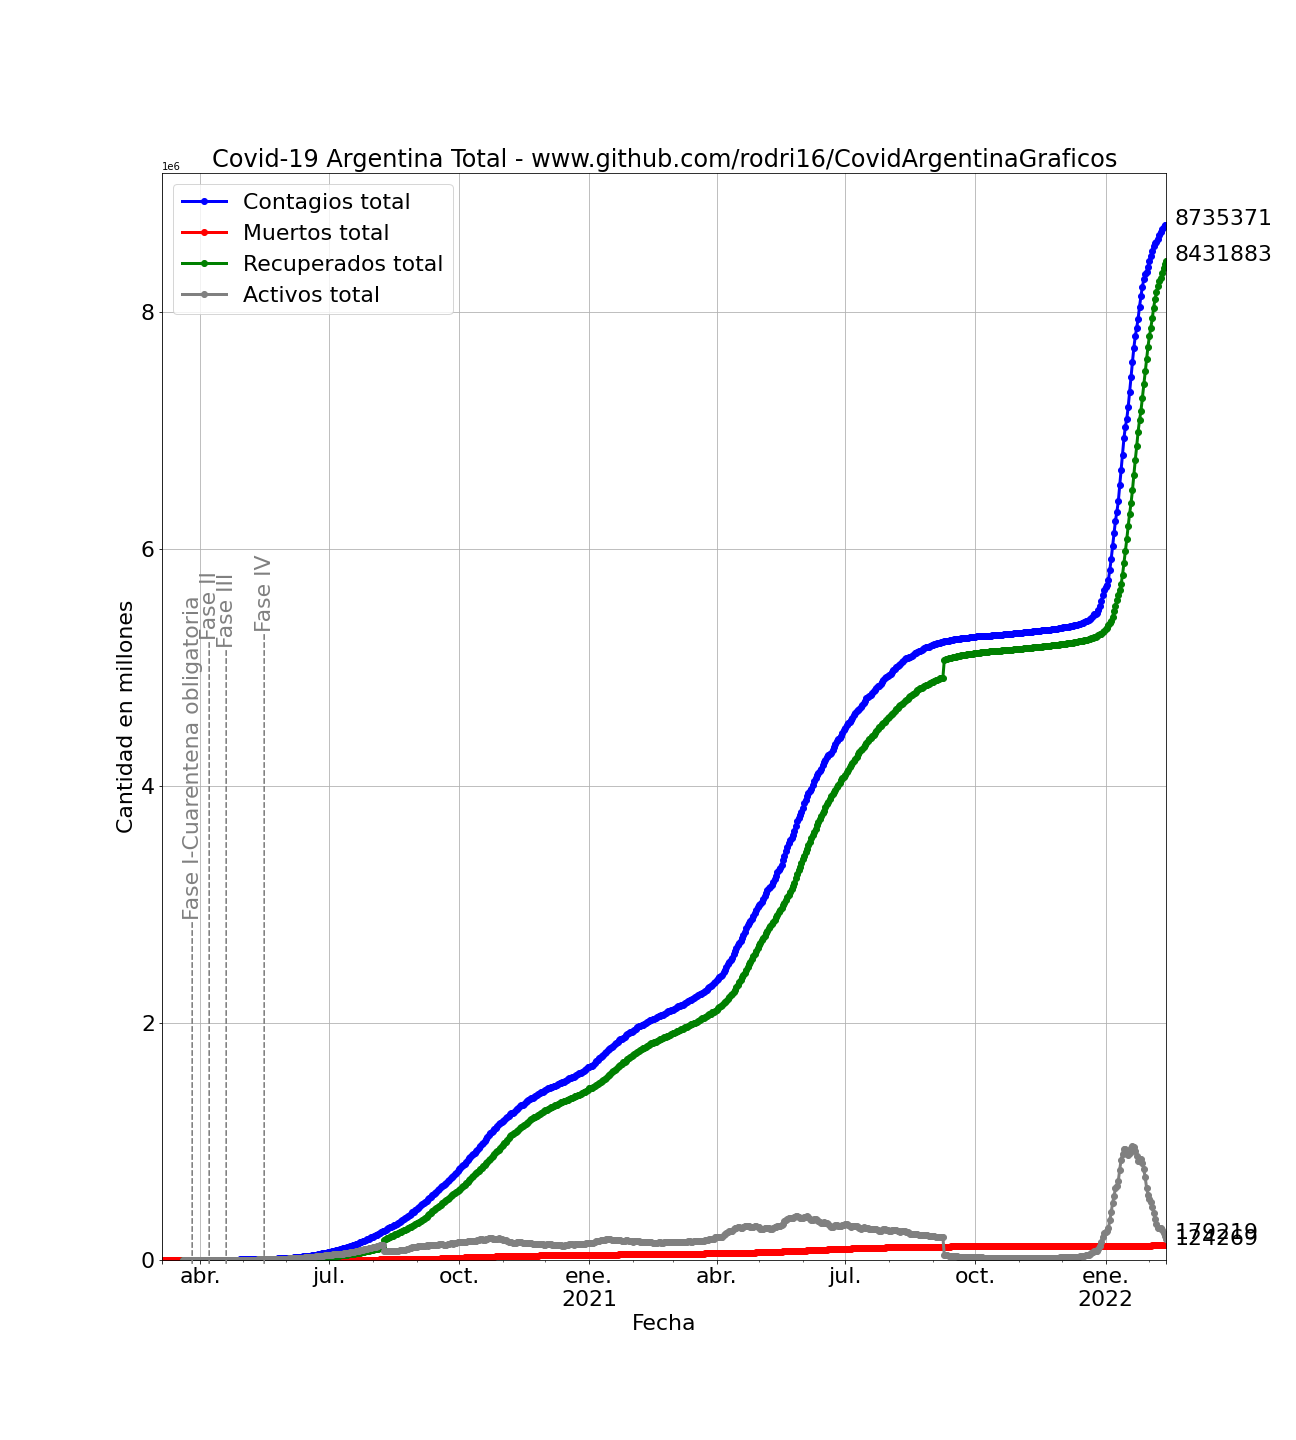 Covid-19 Argentina Total - www.github.com/rodri16/CovidArgentinaGraficos
1e6
Contagios total
Muertos total
Recuperados total
Activos total
8735371
8431883
179219
124269
8
6
4
2
0
Cantidad en millones
Fase I-Cuarentena obligatoria
Fase II
Fase III
Fase IV
abr.
jul.
oct.
ene.
2021
abr.
jul.
oct.
ene.
2022
Fecha